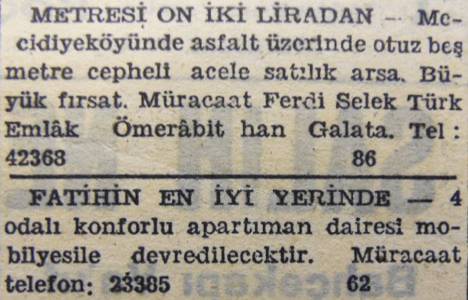 METRESİ ON İKİ LİRADAN — Me-
cidiyeköyünde asfalt üzerinde otuz beş
metre cepheli acele satılık arsa. Bü-
yük fırsat. Müracaat Ferdi Selek Türk
Emlâk Ömerâbit han Galata. Tel :
42368 86
FATİHİN EN İYİ YERİNDE — 4
odalı konforlu apartıman dairesi mo-
bilyesile devredilecektir. Müracaat
telefon: 23385 62